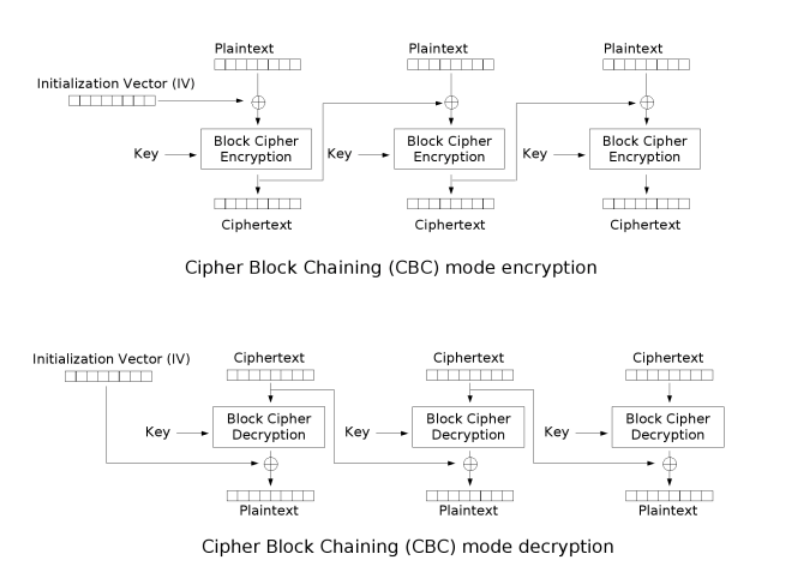 Plaintext Plaintext Plaintext
Initialization Vector (IV)
Key Block Cipher Encryption Key Block Cipher Encryption Key Block Cipher Encryption
Ciphertext Ciphertext Ciphertext
Cipher Block Chaining (CBC) mode encryption
Initialization Vector (IV) Ciphertext Ciphertext Ciphertext
Key Block Cipher Decryption Key Block Cipher Decryption Key Block Cipher Decryption
Plaintext Plaintext Plaintext
Cipher Block Chaining (CBC) mode decryption